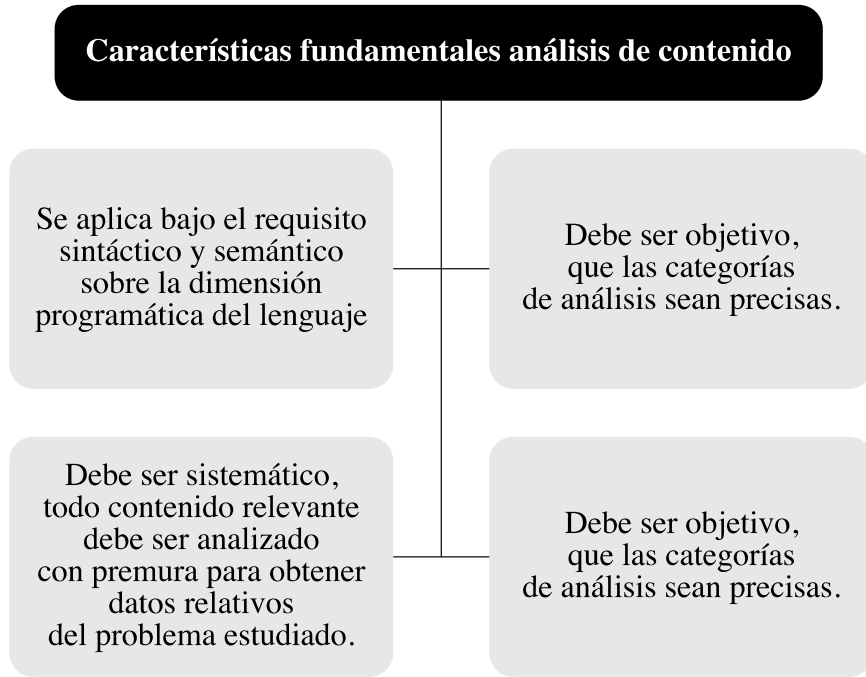 Características fundamentales análisis de contenido
Se aplica bajo el requisito
sintáctico y semántico
sobre la dimensión
programática del lenguaje
Debe ser objetivo,
que las categorías
de análisis sean precisas.
Debe ser sistemático,
todo contenido relevante
debe ser analizado
con premura para obtener
datos relativos
del problema estudiado.
Debe ser objetivo,
que las categorías
de análisis sean precisas.